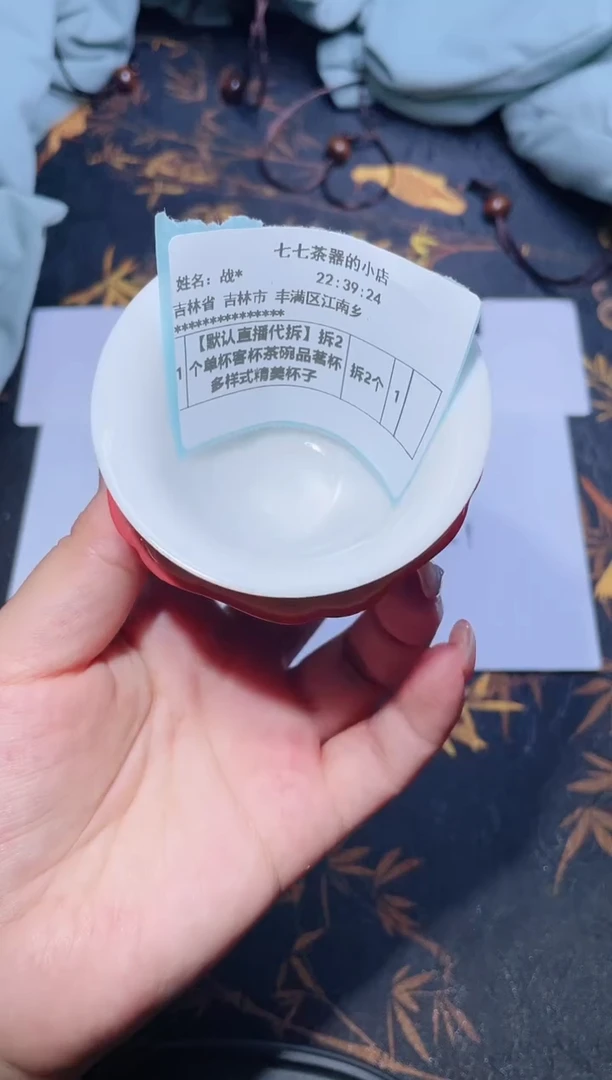 七七茶器的小店
姓名：战* 22:39:24
吉林省 吉林市 丰满区江南乡
***************
1 【默认直播代拆】拆2个单杯客杯茶碗品茗杯多样式精美杯子 拆2个 1